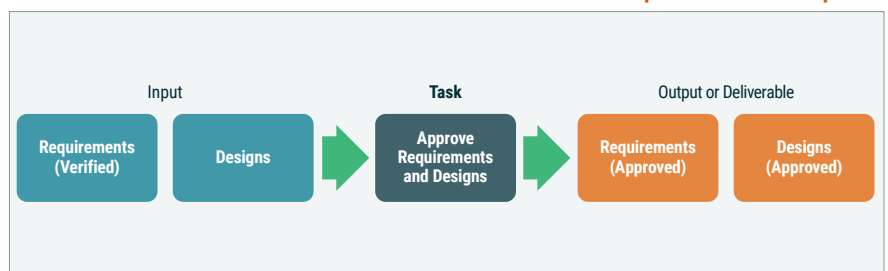 Input
Task
Output or Deliverable
Requirements
(Verified)
Designs
Approve
Requirements
and Designs
Requirements
(Approved)
Designs
(Approved)